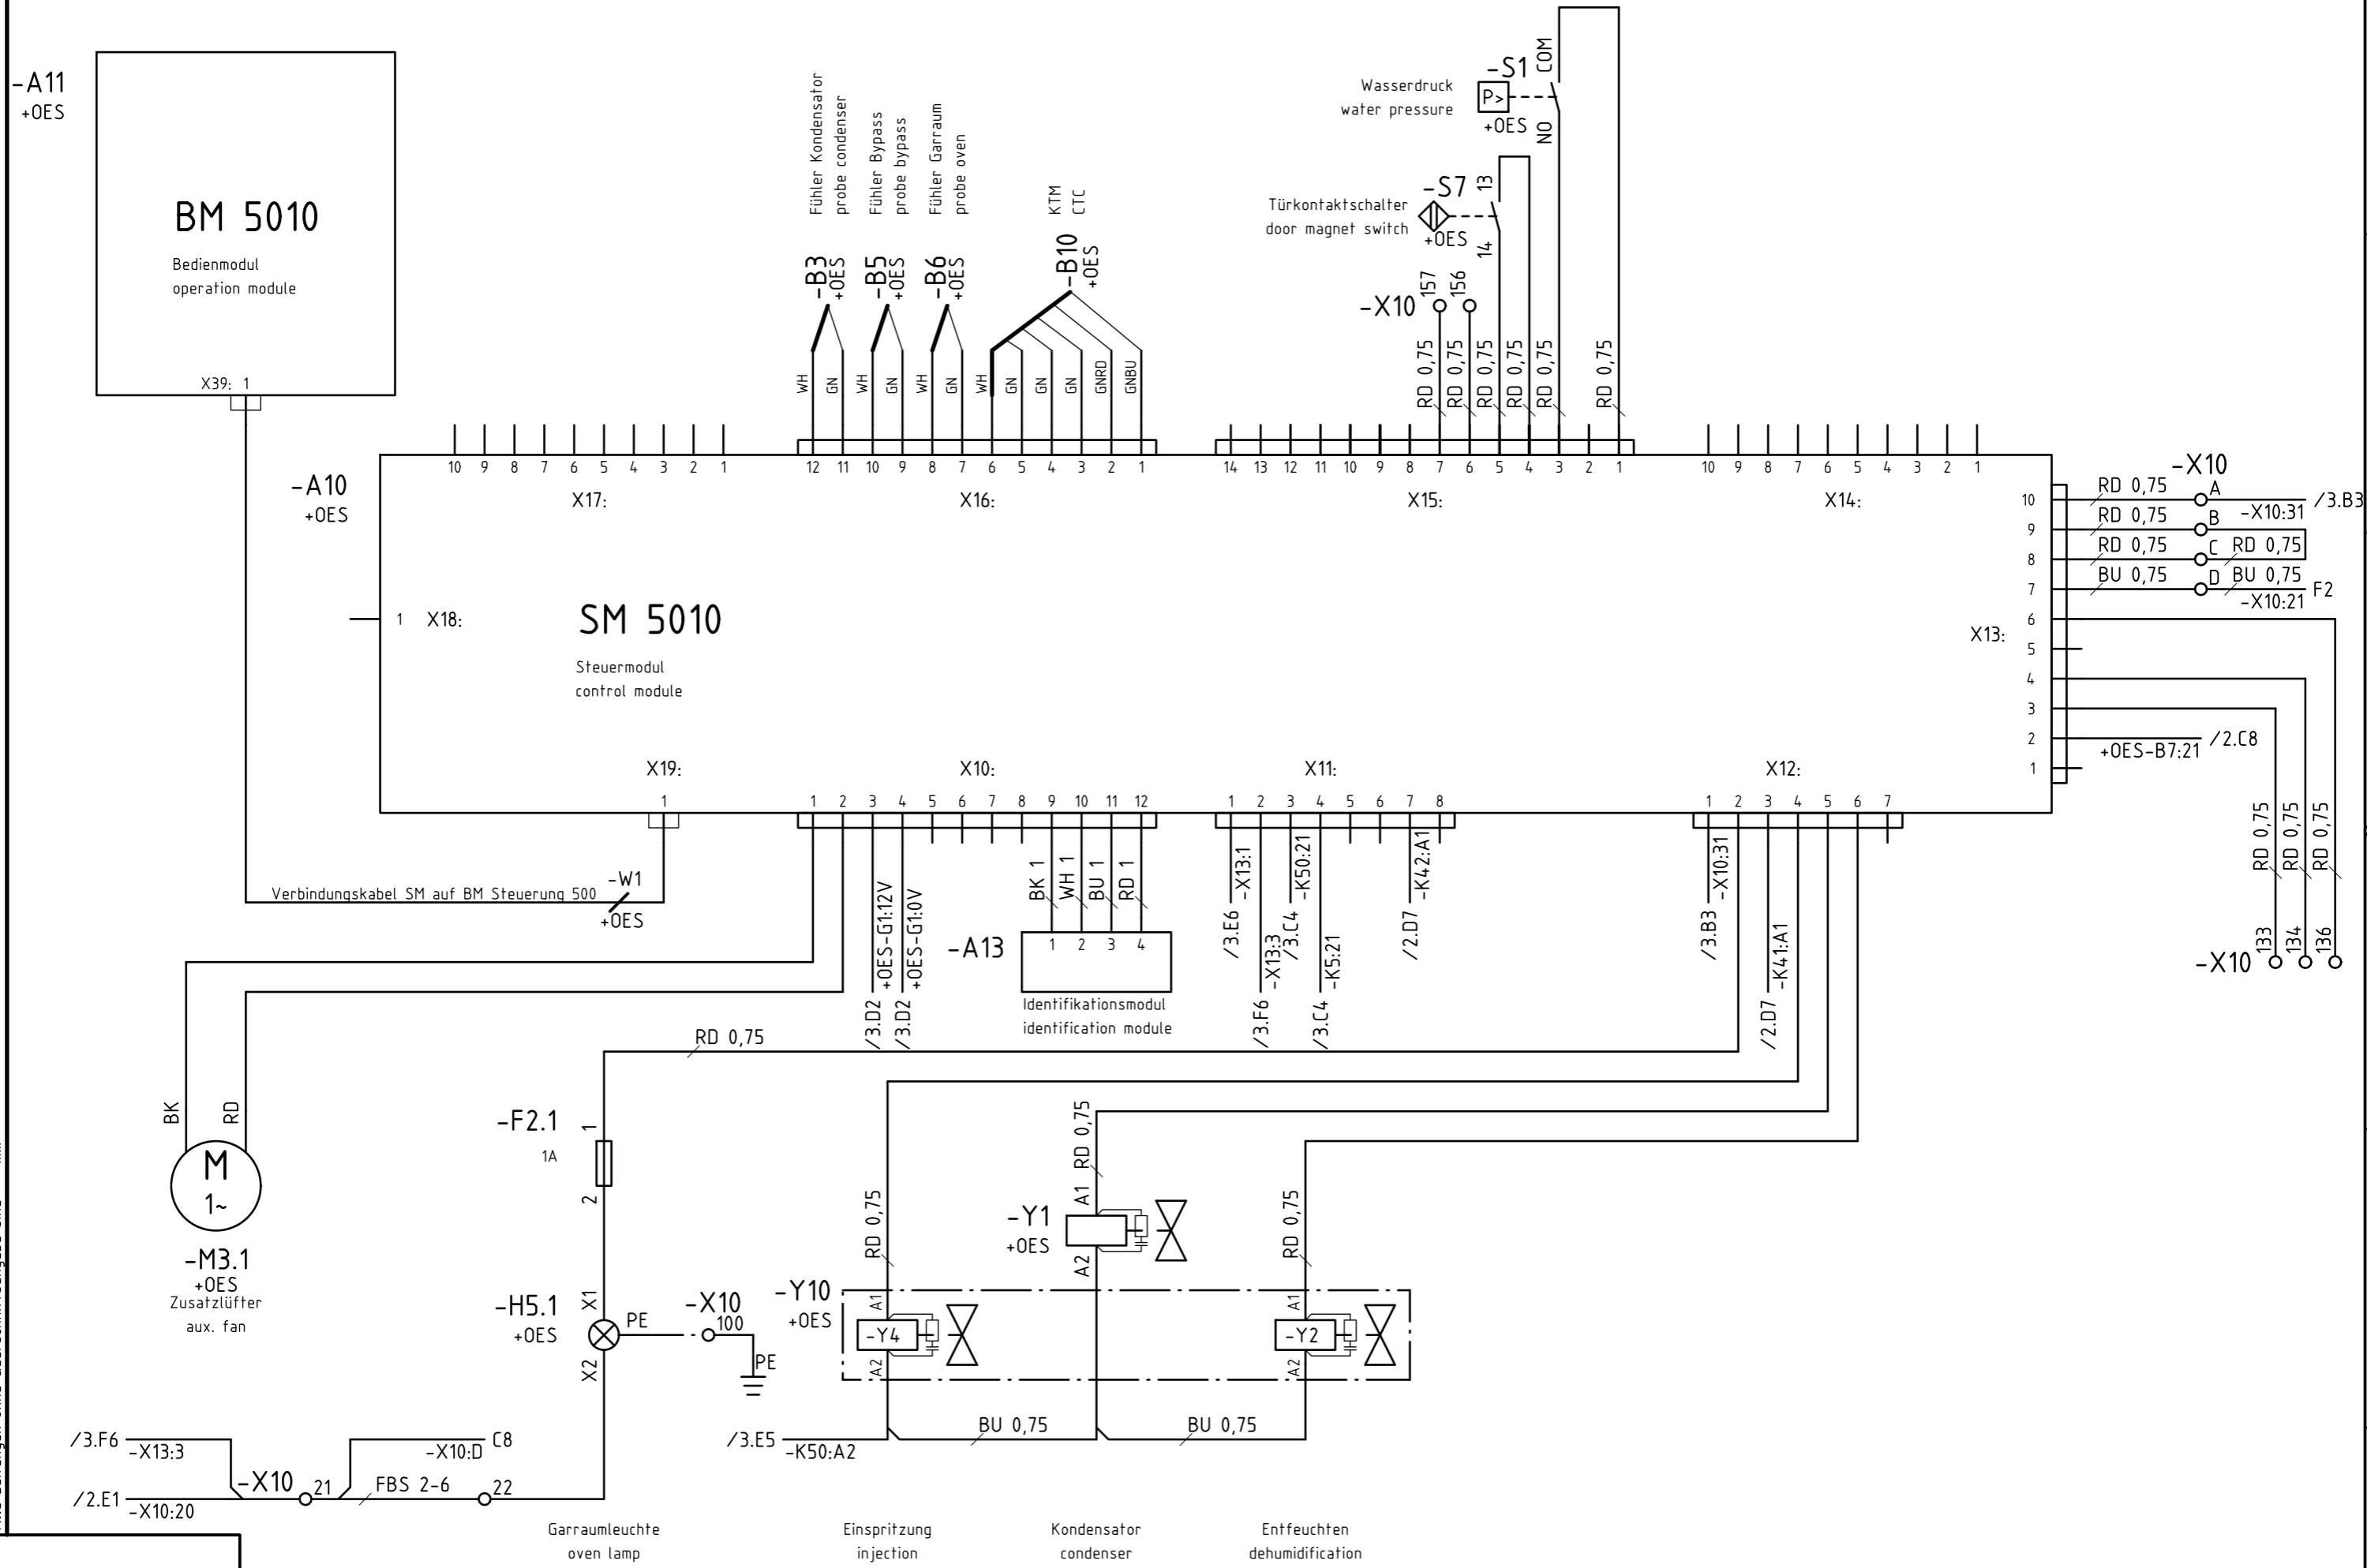 -A11
+OES
BM 5010
Bedienmodul
operation module
X39: 1
Fühler Kondensator
probe condenser
Fühler Bypass
probe bypass
Fühler Garraum
probe oven
KTM
CTC
-B3
+OES
-B5
+OES
-B6
+OES
-B10
+OES
WH
GN
WH
GN
WH
GN
WH
GN
GN
GN
GNRD
GNBU
Wasserdruck
water pressure
-S1
P>
+OES
COM
NO
Türkontaktschalter
door magnet switch
-S7
+OES
13
14
-X10
157
156
RD 0,75
RD 0,75
RD 0,75
RD 0,75
RD 0,75
RD 0,75
-A10
+OES
10 9 8 7 6 5 4 3 2 1
X17:
12 11 10 9 8 7 6 5 4 3 2 1
X16:
14 13 12 11 10 9 8 7 6 5 4 3 2 1
X15:
10 9 8 7 6 5 4 3 2 1
X14:
1 X18:
SM 5010
Steuermodul
control module
X13:
10
9
8
7
6
5
4
3
2
1
-X10
RD 0,75 A
-X10:31
/3.B3
RD 0,75 B
RD 0,75 C RD 0,75
BU 0,75 D BU 0,75
F2
-X10:21
+OES-B7:21
/2.C8
RD 0,75
RD 0,75
RD 0,75
133
134
136
-X10
X19:
1
X10:
1 2 3 4 5 6 7 8 9 10 11 12
X11:
1 2 3 4 5 6 7 8
X12:
1 2 3 4 5 6 7
Verbindungskabel SM auf BM Steuerung 500
-W1
+OES
/3.D2
+OES-G1:12V
/3.D2
+OES-G1:0V
BK 1
WH 1
BU 1
RD 1
-A13
1 2 3 4
Identifikationsmodul
identification module
/3.E6
-X13:1
/3.F6
-X13:3
/3.C4
-K50:21
/3.C4
-K5:21
/2.D7
-K42:A1
/3.B3
-X10:31
/2.D7
-K41:A1
RD 0,75
BK
RD
M
1~
-M3.1
+OES
Zusatzlüfter
aux. fan
-F2.1
1A
1
2
-H5.1
+OES
X1
X2
PE
-X10
100
PE
-Y10
+OES
RD 0,75
A1
-Y4
A2
RD 0,75
-Y1
+OES
A1
A2
RD 0,75
A1
-Y2
A2
/3.E5
-K50:A2
BU 0,75
BU 0,75
/3.F6
-X13:3
C8
-X10:D
/2.E1
-X10:20
-X10
21
FBS 2-6
22
Garraumleuchte
oven lamp
Einspritzung
injection
Kondensator
condenser
Entfeuchten
dehumidification